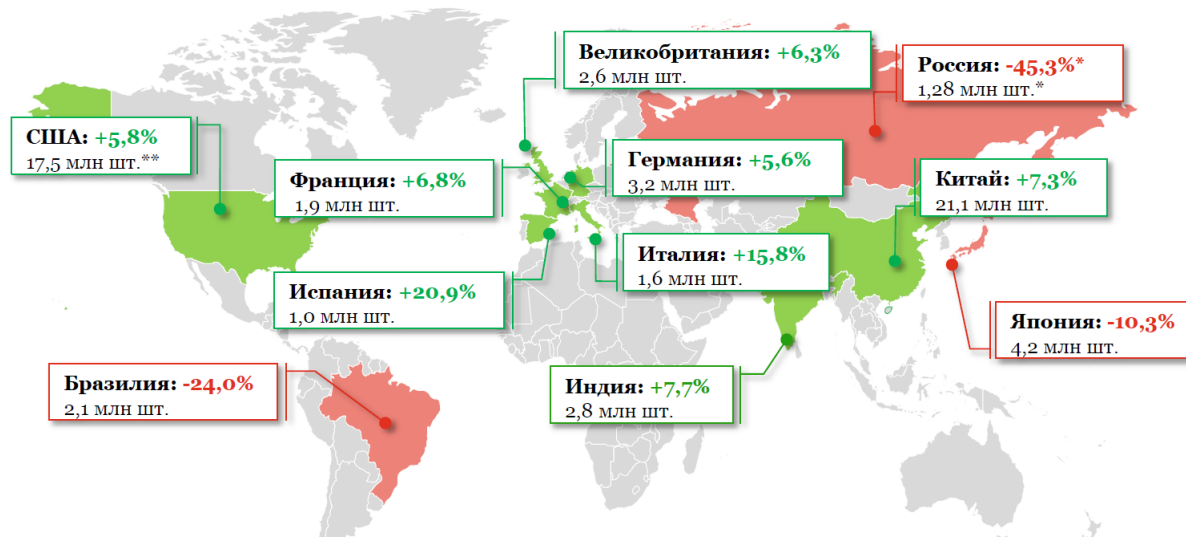 Великобритания: +6,3%
2,6 млн шт.
Россия: -45,3%*
1,28 млн шт.*
США: +5,8%
17,5 млн шт.**
Франция: +6,8%
1,9 млн шт.
Германия: +5,6%
3,2 млн шт.
Китай: +7,3%
21,1 млн шт.
Испания: +20,9%
1,0 млн шт.
Италия: +15,8%
1,6 млн шт.
Япония: -10,3%
4,2 млн шт.
Бразилия: -24,0%
2,1 млн шт.
Индия: +7,7%
2,8 млн шт.